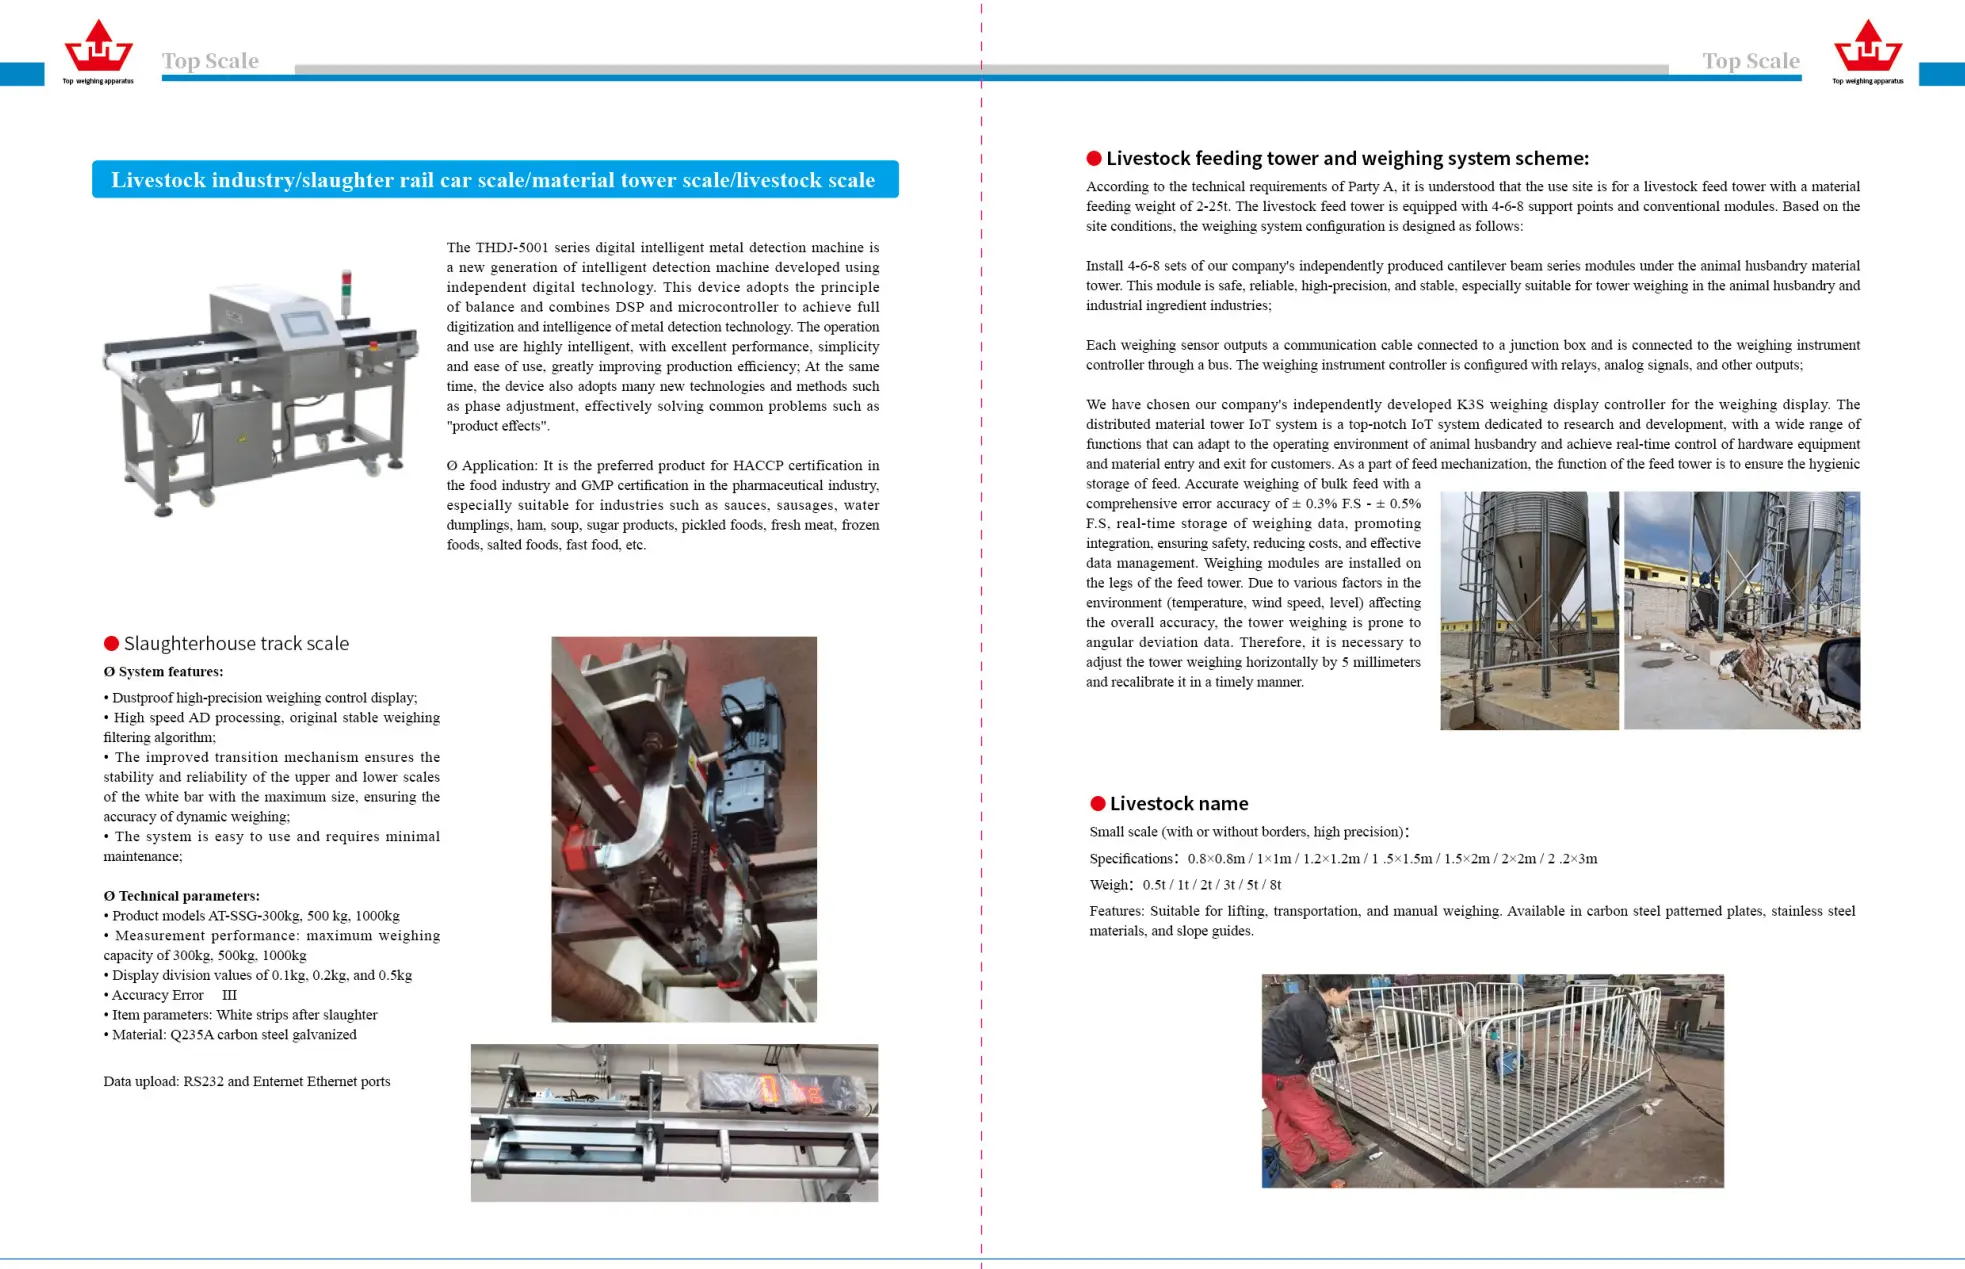 Top weighing apparatus
Top Scale
Livestock industry/slaughter rail car scale/material tower scale/livestock scale
The THDJ-5001 series digital intelligent metal detection machine is
a new generation of intelligent detection machine developed using
independent digital technology. This device adopts the principle
of balance and combines DSP and microcontroller to achieve full
digitization and intelligence of metal detection technology. The operation
and use are highly intelligent, with excellent performance, simplicity
and ease of use, greatly improving production efficiency; At the same
time, the device also adopts many new technologies and methods such
as phase adjustment, effectively solving common problems such as
"product effects".
Ø Application: It is the preferred product for HACCP certification in
the food industry and GMP certification in the pharmaceutical industry,
especially suitable for industries such as sauces, sausages, water
dumplings, ham, soup, sugar products, pickled foods, fresh meat, frozen
foods, salted foods, fast food, etc.
● Slaughterhouse track scale
Ø System features:
• Dustproof high-precision weighing control display;
• High speed AD processing, original stable weighing
filtering algorithm;
• The improved transition mechanism ensures the
stability and reliability of the upper and lower scales
of the white bar with the maximum size, ensuring the
accuracy of dynamic weighing;
• The system is easy to use and requires minimal
maintenance;
Ø Technical parameters:
• Product models AT-SSG-300kg, 500 kg, 1000kg
• Measurement performance: maximum weighing
capacity of 300kg, 500kg, 1000kg
• Display division values of 0.1kg, 0.2kg, and 0.5kg
• Accuracy Error III
• Item parameters: White strips after slaughter
• Material: Q235A carbon steel galvanized
Data upload: RS232 and Enternet Ethernet ports
0 kg
Top Scale
Top weighing apparatus
● Livestock feeding tower and weighing system scheme:
According to the technical requirements of Party A, it is understood that the use site is for a livestock feed tower with a material
feeding weight of 2-25t. The livestock feed tower is equipped with 4-6-8 support points and conventional modules. Based on the
site conditions, the weighing system configuration is designed as follows:
Install 4-6-8 sets of our company's independently produced cantilever beam series modules under the animal husbandry material
tower. This module is safe, reliable, high-precision, and stable, especially suitable for tower weighing in the animal husbandry and
industrial ingredient industries;
Each weighing sensor outputs a communication cable connected to a junction box and is connected to the weighing instrument
controller through a bus. The weighing instrument controller is configured with relays, analog signals, and other outputs;
We have chosen our company's independently developed K3S weighing display controller for the weighing display. The
distributed material tower IoT system is a top-notch IoT system dedicated to research and development, with a wide range of
functions that can adapt to the operating environment of animal husbandry and achieve real-time control of hardware equipment
and material entry and exit for customers. As a part of feed mechanization, the function of the feed tower is to ensure the hygienic
storage of feed. Accurate weighing of bulk feed with a
comprehensive error accuracy of ± 0.3% F.S - ± 0.5%
F.S, real-time storage of weighing data, promoting
integration, ensuring safety, reducing costs, and effective
data management. Weighing modules are installed on
the legs of the feed tower. Due to various factors in the
environment (temperature, wind speed, level) affecting
the overall accuracy, the tower weighing is prone to
angular deviation data. Therefore, it is necessary to
adjust the tower weighing horizontally by 5 millimeters
and recalibrate it in a timely manner.
● Livestock name
Small scale (with or without borders, high precision)：
Specifications：0.8×0.8m / 1×1m / 1.2×1.2m / 1 .5×1.5m / 1.5×2m / 2×2m / 2 .2×3m
Weigh：0.5t / 1t / 2t / 3t / 5t / 8t
Features: Suitable for lifting, transportation, and manual weighing. Available in carbon steel patterned plates, stainless steel
materials, and slope guides.